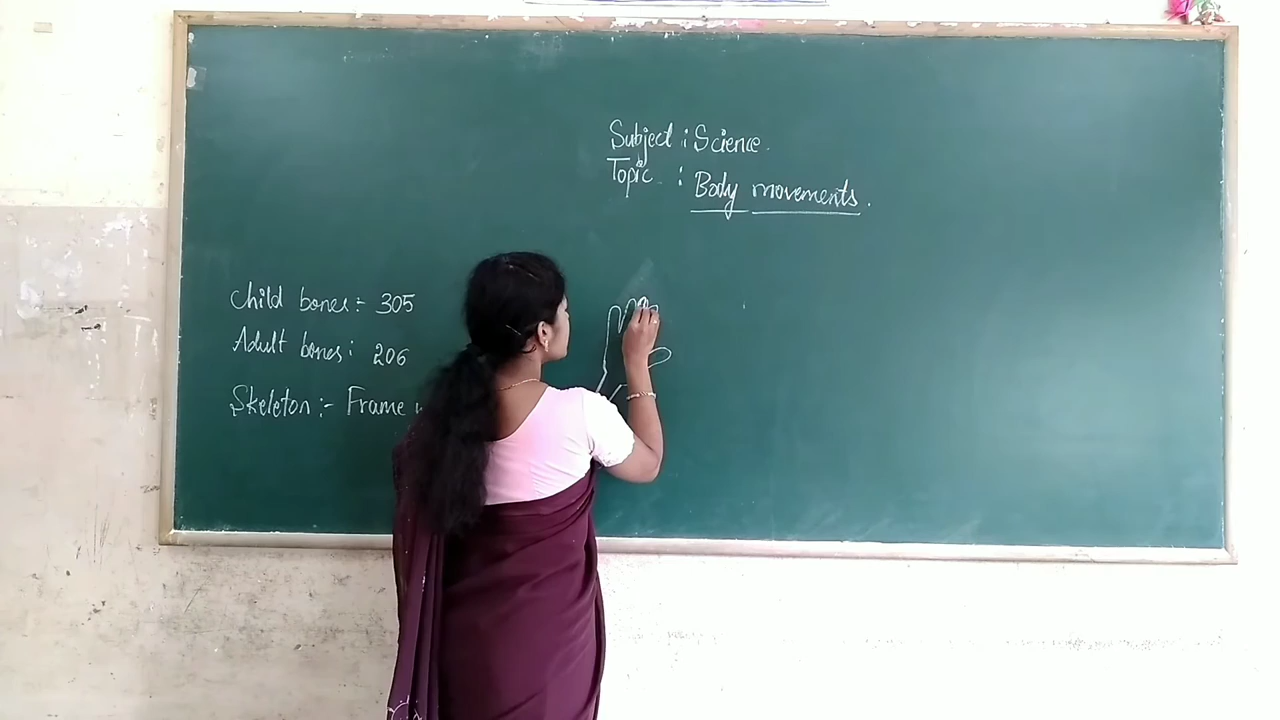 Subject : Science.
Topic : Body movements.
Child bones :- 305
Adult bones : 206
Skeleton :- Frame